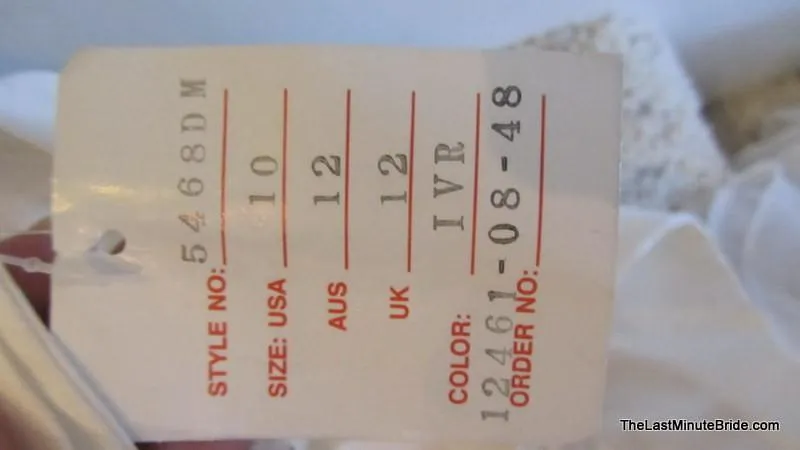 STYLE NO: 5468DM
SIZE: USA 10
AUS 12
UK 12
COLOR: IVR
ORDER NO: 12461-08-48
TheLastMinuteBride.com